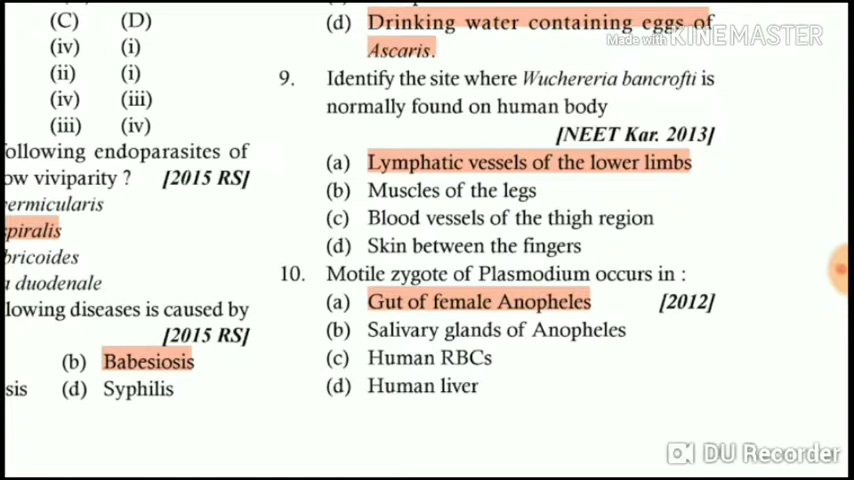 (C) (D)
(iv) (i)
(ii) (i)
(iv) (iii)
(iii) (iv)
ollowing endoparasites of
ow viviparity ? [2015 RS]
vermicularis
spiralis
bricoides
a duodenale
lowing diseases is caused by
[2015 RS]
(b) Babesiosis
sis (d) Syphilis
(d) Drinking water containing eggs of
Ascaris.
9. Identify the site where Wuchereria bancrofti is
normally found on human body
[NEET Kar. 2013]
(a) Lymphatic vessels of the lower limbs
(b) Muscles of the legs
(c) Blood vessels of the thigh region
(d) Skin between the fingers
10. Motile zygote of Plasmodium occurs in :
(a) Gut of female Anopheles [2012]
(b) Salivary glands of Anopheles
(c) Human RBCs
(d) Human liver
Made with KINEMASTER
DU Recorder